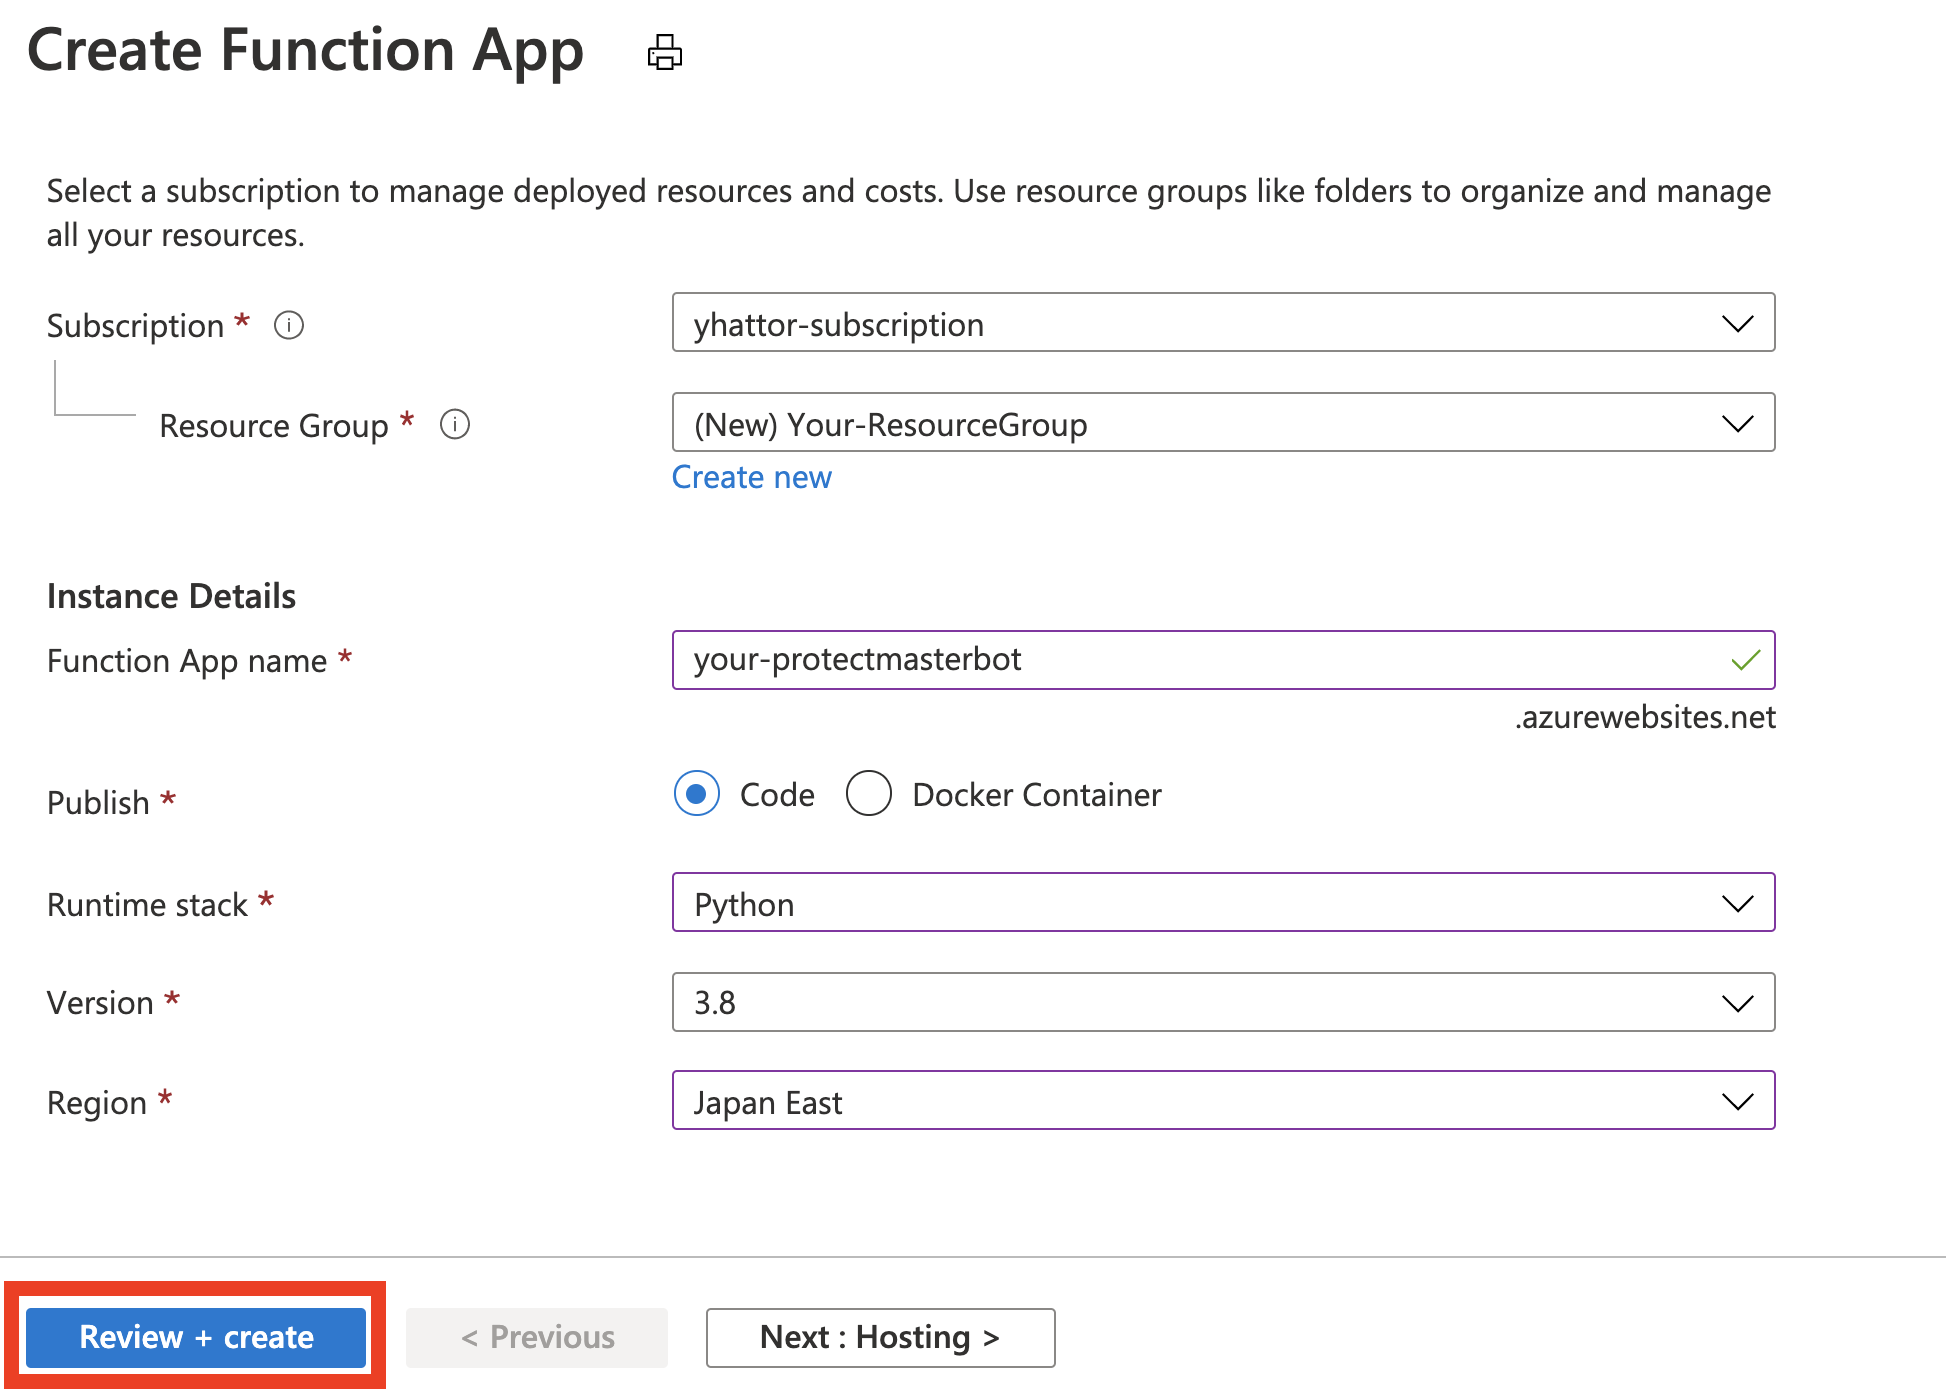 Create Function App
Select a subscription to manage deployed resources and costs. Use resource groups like folders to organize and manage
all your resources.
Subscription *
yhattor-subscription
Resource Group *
(New) Your-ResourceGroup
Create new
Instance Details
Function App name *
your-protectmasterbot
.azurewebsites.net
Publish *
Code
Docker Container
Runtime stack *
Python
Version *
3.8
Region *
Japan East
Review + create
< Previous
Next : Hosting >